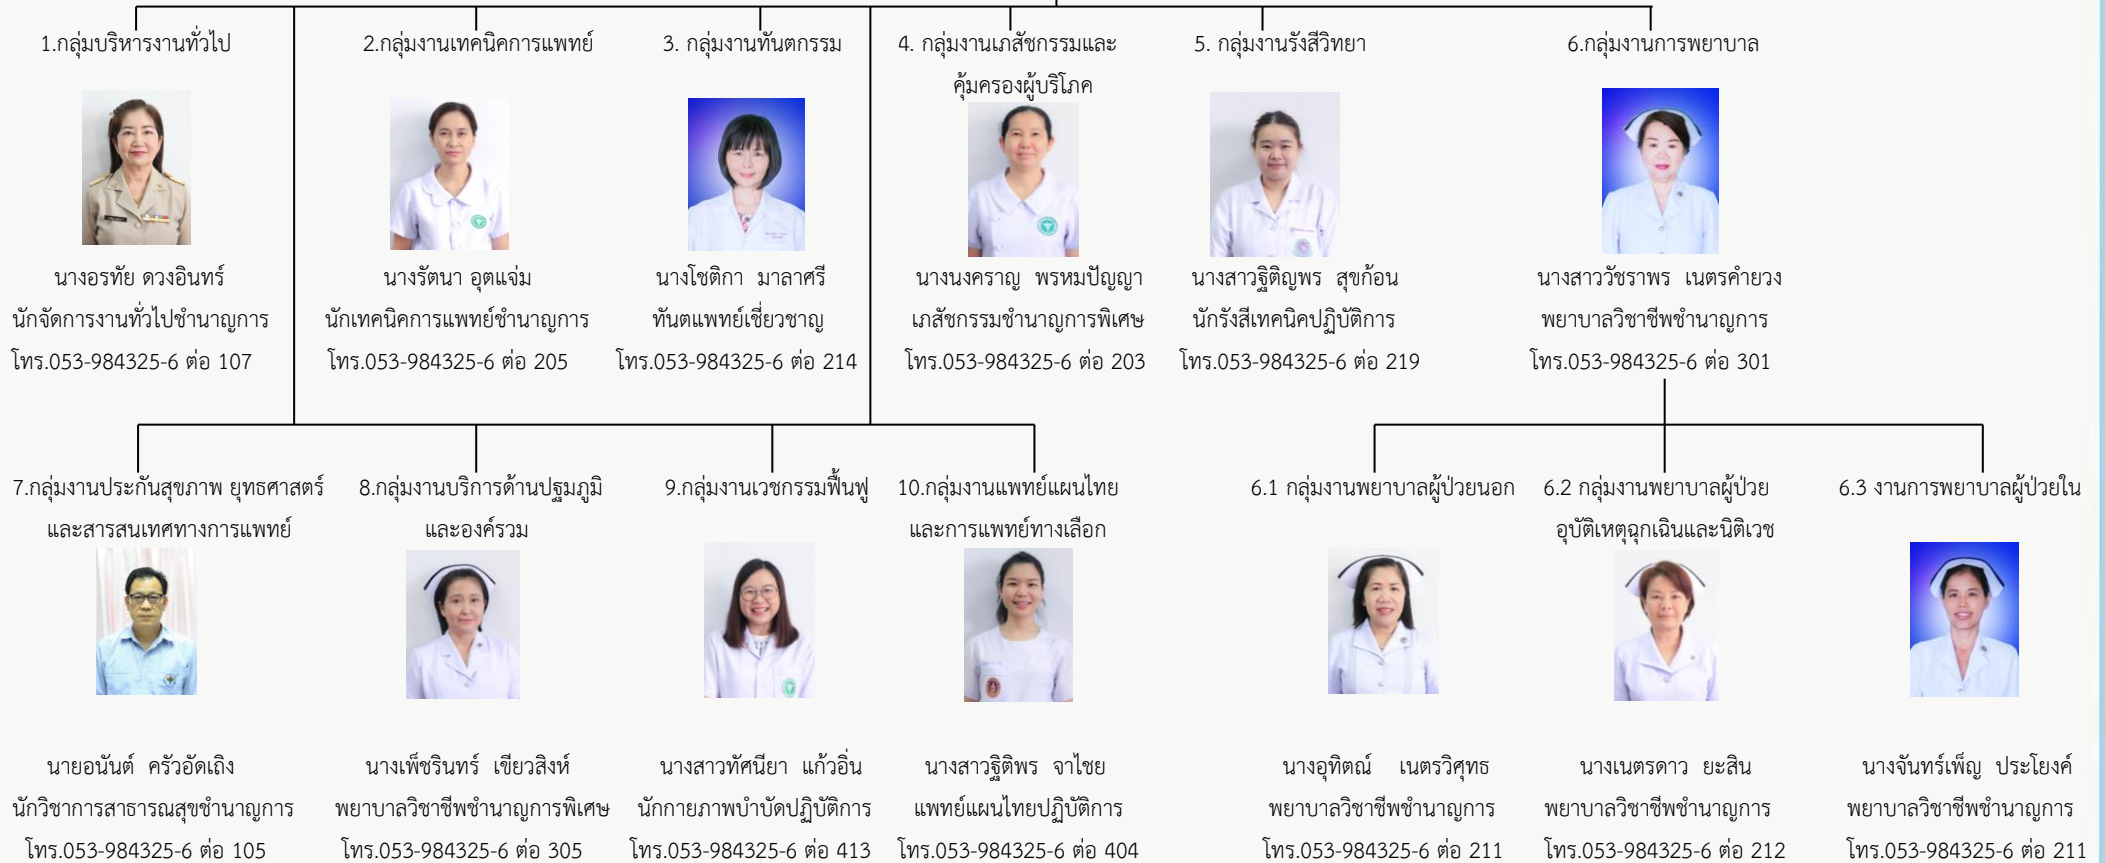 1.กลุ่มบริหารงานทั่วไป
นางอรทัย ดวงอินทร์
นักจัดการงานทั่วไปชำนาญการ
โทร.053-984325-6 ต่อ 107
2.กลุ่มงานเทคนิคการแพทย์
นางรัตนา อุตแจ่ม
นักเทคนิคการแพทย์ชำนาญการ
โทร.053-984325-6 ต่อ 205
3. กลุ่มงานทันตกรรม
นางโชติกา มาลาศรี
ทันตแพทย์เชี่ยวชาญ
โทร.053-984325-6 ต่อ 214
4. กลุ่มงานเภสัชกรรมและ
คุ้มครองผู้บริโภค
นางนงคราญ พรหมปัญญา
เภสัชกรรมชำนาญการพิเศษ
โทร.053-984325-6 ต่อ 203
5. กลุ่มงานรังสีวิทยา
นางสาวฐิติญพร สุขก้อน
นักรังสีเทคนิคปฏิบัติการ
โทร.053-984325-6 ต่อ 219
6.กลุ่มงานการพยาบาล
นางสาววัชราพร เนตรคำยวง
พยาบาลวิชาชีพชำนาญการ
โทร.053-984325-6 ต่อ 301
7.กลุ่มงานประกันสุขภาพ ยุทธศาสตร์
และสารสนเทศทางการแพทย์
นายอนันต์ ครัวอัดเถิง
นักวิชาการสาธารณสุขชำนาญการ
โทร.053-984325-6 ต่อ 105
8.กลุ่มงานบริการด้านปฐมภูมิ
และองค์รวม
นางเพ็ชรินทร์ เขียวสิงห์
พยาบาลวิชาชีพชำนาญการพิเศษ
โทร.053-984325-6 ต่อ 305
9.กลุ่มงานเวชกรรมฟื้นฟู
นางสาวทัศนียา แก้วอิ่น
นักกายภาพบำบัดปฏิบัติการ
โทร.053-984325-6 ต่อ 413
10.กลุ่มงานแพทย์แผนไทย
และการแพทย์ทางเลือก
นางสาวฐิติพร จาไชย
แพทย์แผนไทยปฏิบัติการ
โทร.053-984325-6 ต่อ 404
6.1 กลุ่มงานพยาบาลผู้ป่วยนอก
นางอุทิตณ์ เนตรวิศุทธ
พยาบาลวิชาชีพชำนาญการ
โทร.053-984325-6 ต่อ 211
6.2 กลุ่มงานพยาบาลผู้ป่วย
อุบัติเหตุฉุกเฉินและนิติเวช
นางเนตรดาว ยะสิน
พยาบาลวิชาชีพชำนาญการ
โทร.053-984325-6 ต่อ 212
6.3 งานการพยาบาลผู้ป่วยใน
นางจันทร์เพ็ญ ประโยงค์
พยาบาลวิชาชีพชำนาญการ
โทร.053-984325-6 ต่อ 211